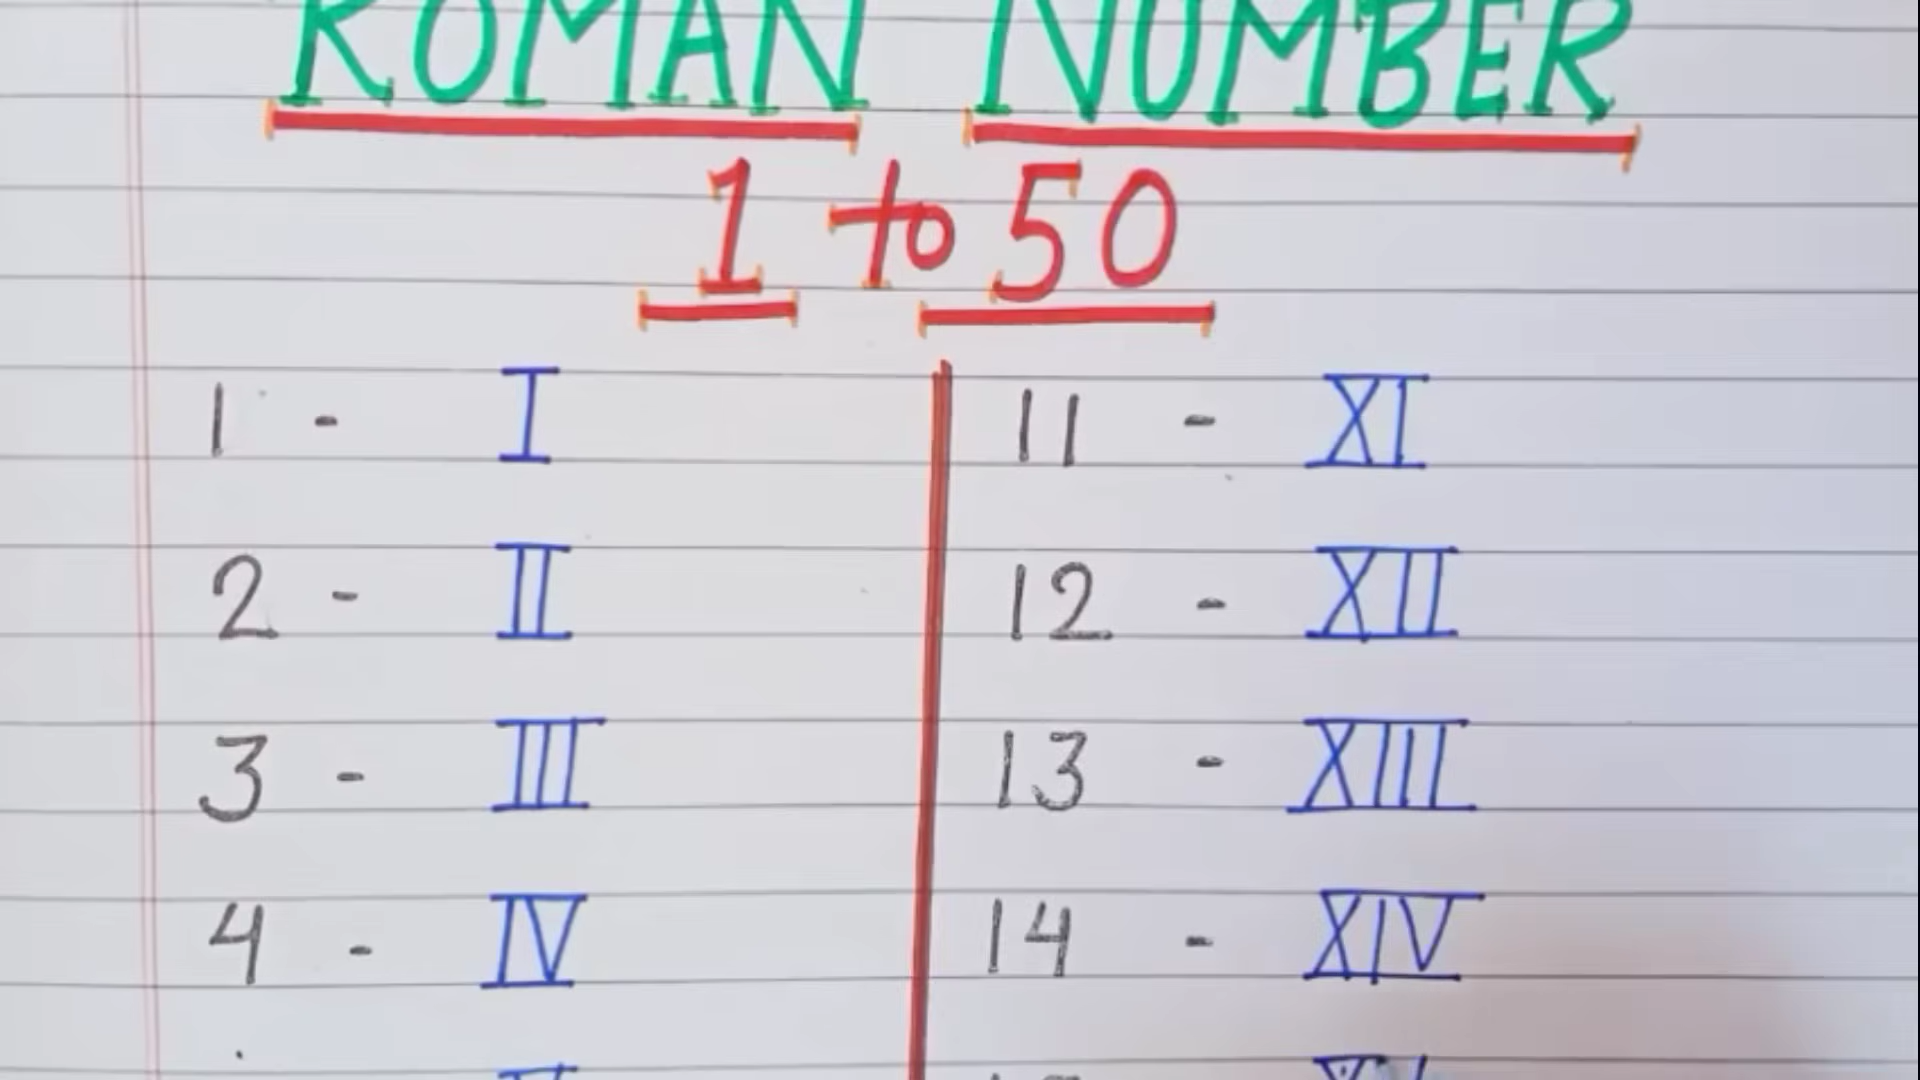 ROMAN NUMBER
1 to 50
1 - I
2 - II
3 - III
4 - IV
11 - XI
12 - XII
13 - XIII
14 - XIV